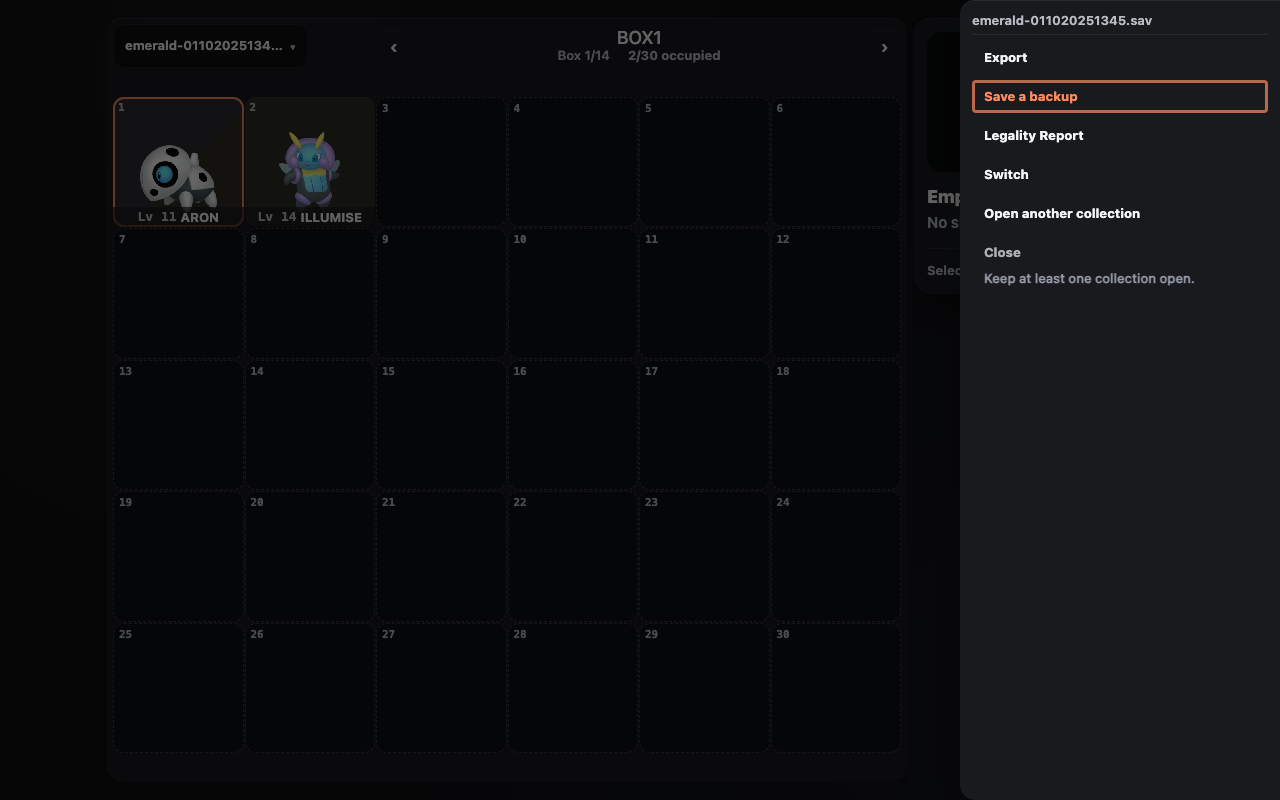 emerald-01102025134... ▾
‹
BOX1
›
Box 1/14 2/30 occupied
1
2
3
4
5
6
Lv 11 ARON
Lv 14 ILLUMISE
7
8
9
10
11
12
13
14
15
16
17
18
19
20
21
22
23
24
25
26
27
28
29
30
emerald-011020251345.sav
Export
Save a backup
Legality Report
Switch
Open another collection
Close
Keep at least one collection open.